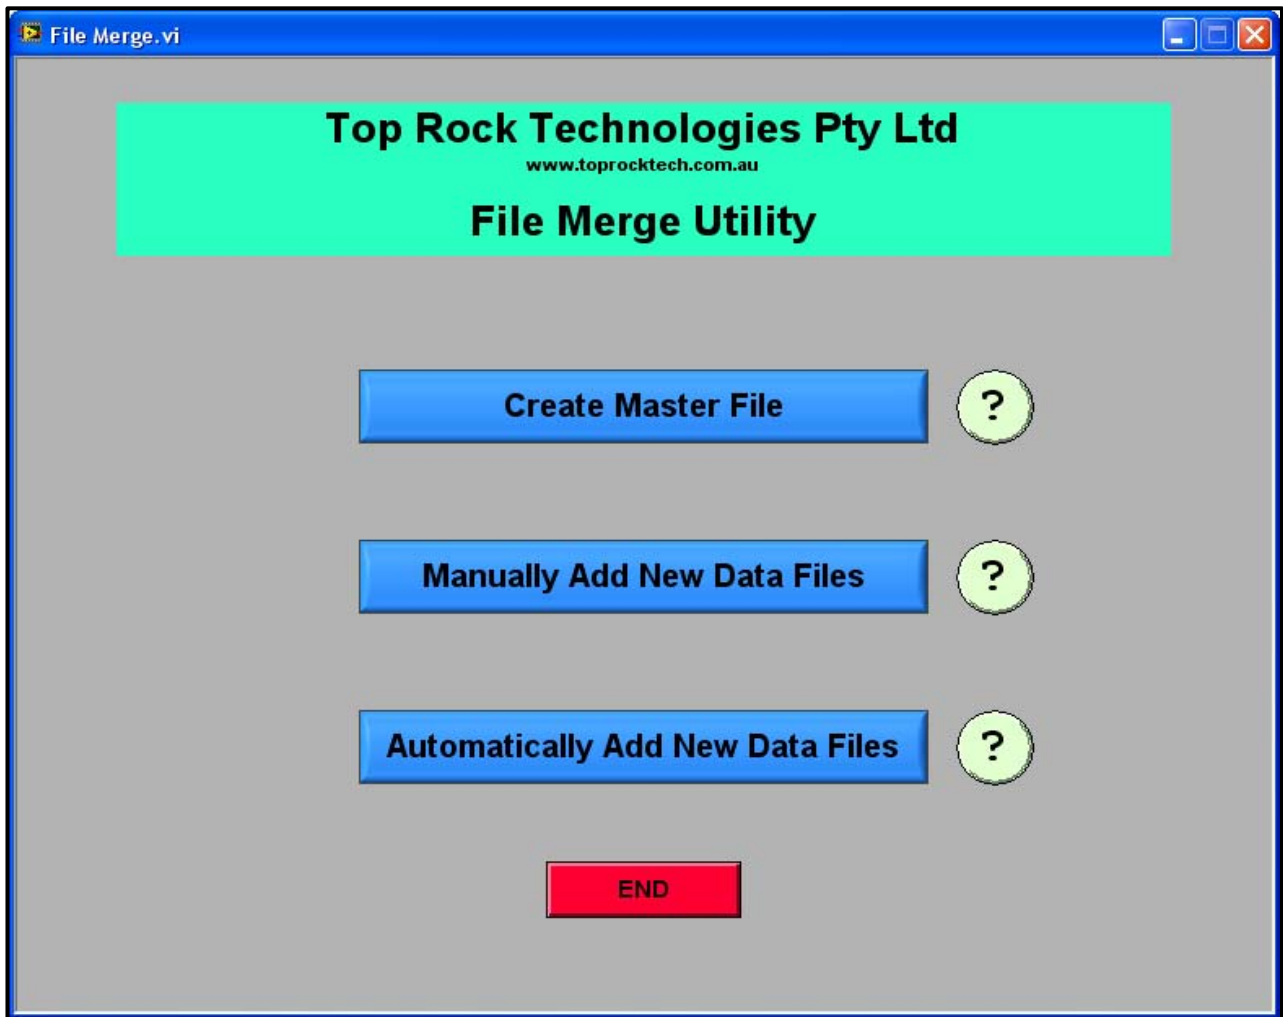 File Merge.vi
Top Rock Technologies Pty Ltd
www.toprocktech.com.au
File Merge Utility
Create Master File
?
Manually Add New Data Files
?
Automatically Add New Data Files
?
END